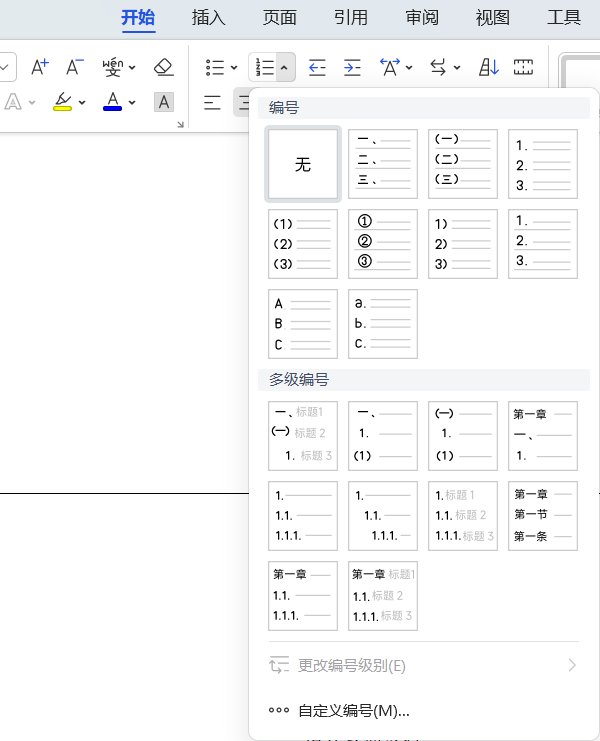 开始 插入 页面 引用 审阅 视图 工具
A+ A- wén 变
A A A
编号
无
一、
二、
三、
(一)
(二)
(三)
1.
2.
3.
(1)
(2)
(3)
①
②
③
1)
2)
3)
1.
2.
3.
A
B
C
a.
b.
c.
多级编号
一、标题1
(一) 标题 2
1. 标题 3
一、
1.
(1)
(一)
1.
(1)
第一章
一、
1.
1.
1.1.
1.1.1.
1.
1.1.
1.1.1.
1. 标题 1
1.1. 标题 2
1.1.1. 标题 3
第一章
第一节
第一条
第一章
1.1.
1.1.1.
第一章 标题1
1.1. 标题 2
1.1.1. 标题 3
更改编号级别(E)
自定义编号(M)...